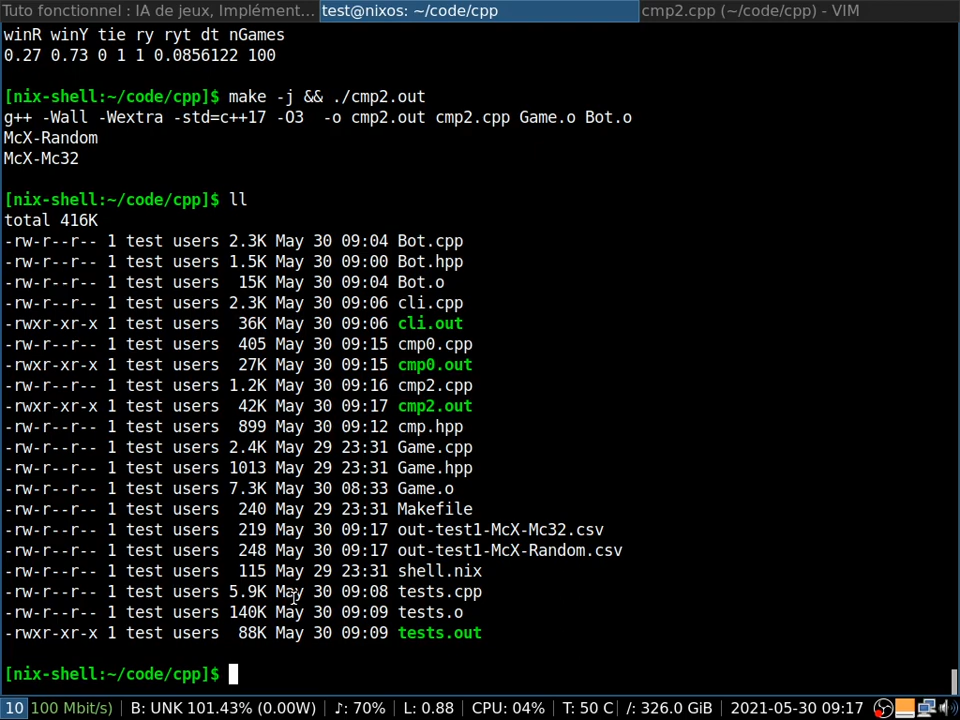 Tuto fonctionnel : IA de jeux, Implément... test@nixos: ~/code/cpp cmp2.cpp (~/code/cpp) - VIM
winR winY tie ry ryt dt nGames
0.27 0.73 0 1 1 0.0856122 100
[nix-shell:~/code/cpp]$ make -j && ./cmp2.out
g++ -Wall -Wextra -std=c++17 -O3  -o cmp2.out cmp2.cpp Game.o Bot.o
McX-Random
McX-Mc32
[nix-shell:~/code/cpp]$ ll
total 416K
-rw-r--r-- 1 test users 2.3K May 30 09:04 Bot.cpp
-rw-r--r-- 1 test users 1.5K May 30 09:00 Bot.hpp
-rw-r--r-- 1 test users  15K May 30 09:04 Bot.o
-rw-r--r-- 1 test users 2.3K May 30 09:06 cli.cpp
-rwxr-xr-x 1 test users  36K May 30 09:06 cli.out
-rw-r--r-- 1 test users  405 May 30 09:15 cmp0.cpp
-rwxr-xr-x 1 test users  27K May 30 09:15 cmp0.out
-rw-r--r-- 1 test users 1.2K May 30 09:16 cmp2.cpp
-rwxr-xr-x 1 test users  42K May 30 09:17 cmp2.out
-rw-r--r-- 1 test users  899 May 30 09:12 cmp.hpp
-rw-r--r-- 1 test users 2.4K May 29 23:31 Game.cpp
-rw-r--r-- 1 test users 1013 May 29 23:31 Game.hpp
-rw-r--r-- 1 test users 7.3K May 30 08:33 Game.o
-rw-r--r-- 1 test users  240 May 29 23:31 Makefile
-rw-r--r-- 1 test users  219 May 30 09:17 out-test1-McX-Mc32.csv
-rw-r--r-- 1 test users  248 May 30 09:17 out-test1-McX-Random.csv
-rw-r--r-- 1 test users  115 May 29 23:31 shell.nix
-rw-r--r-- 1 test users 5.9K May 30 09:08 tests.cpp
-rw-r--r-- 1 test users 140K May 30 09:09 tests.o
-rwxr-xr-x 1 test users  88K May 30 09:09 tests.out
[nix-shell:~/code/cpp]$
10 100 Mbit/s) | B: UNK 101.43% (0.00W) | ♪: 70% | L: 0.88 | CPU: 04% | T: 50 C | /: 326.0 GiB | 2021-05-30 09:17